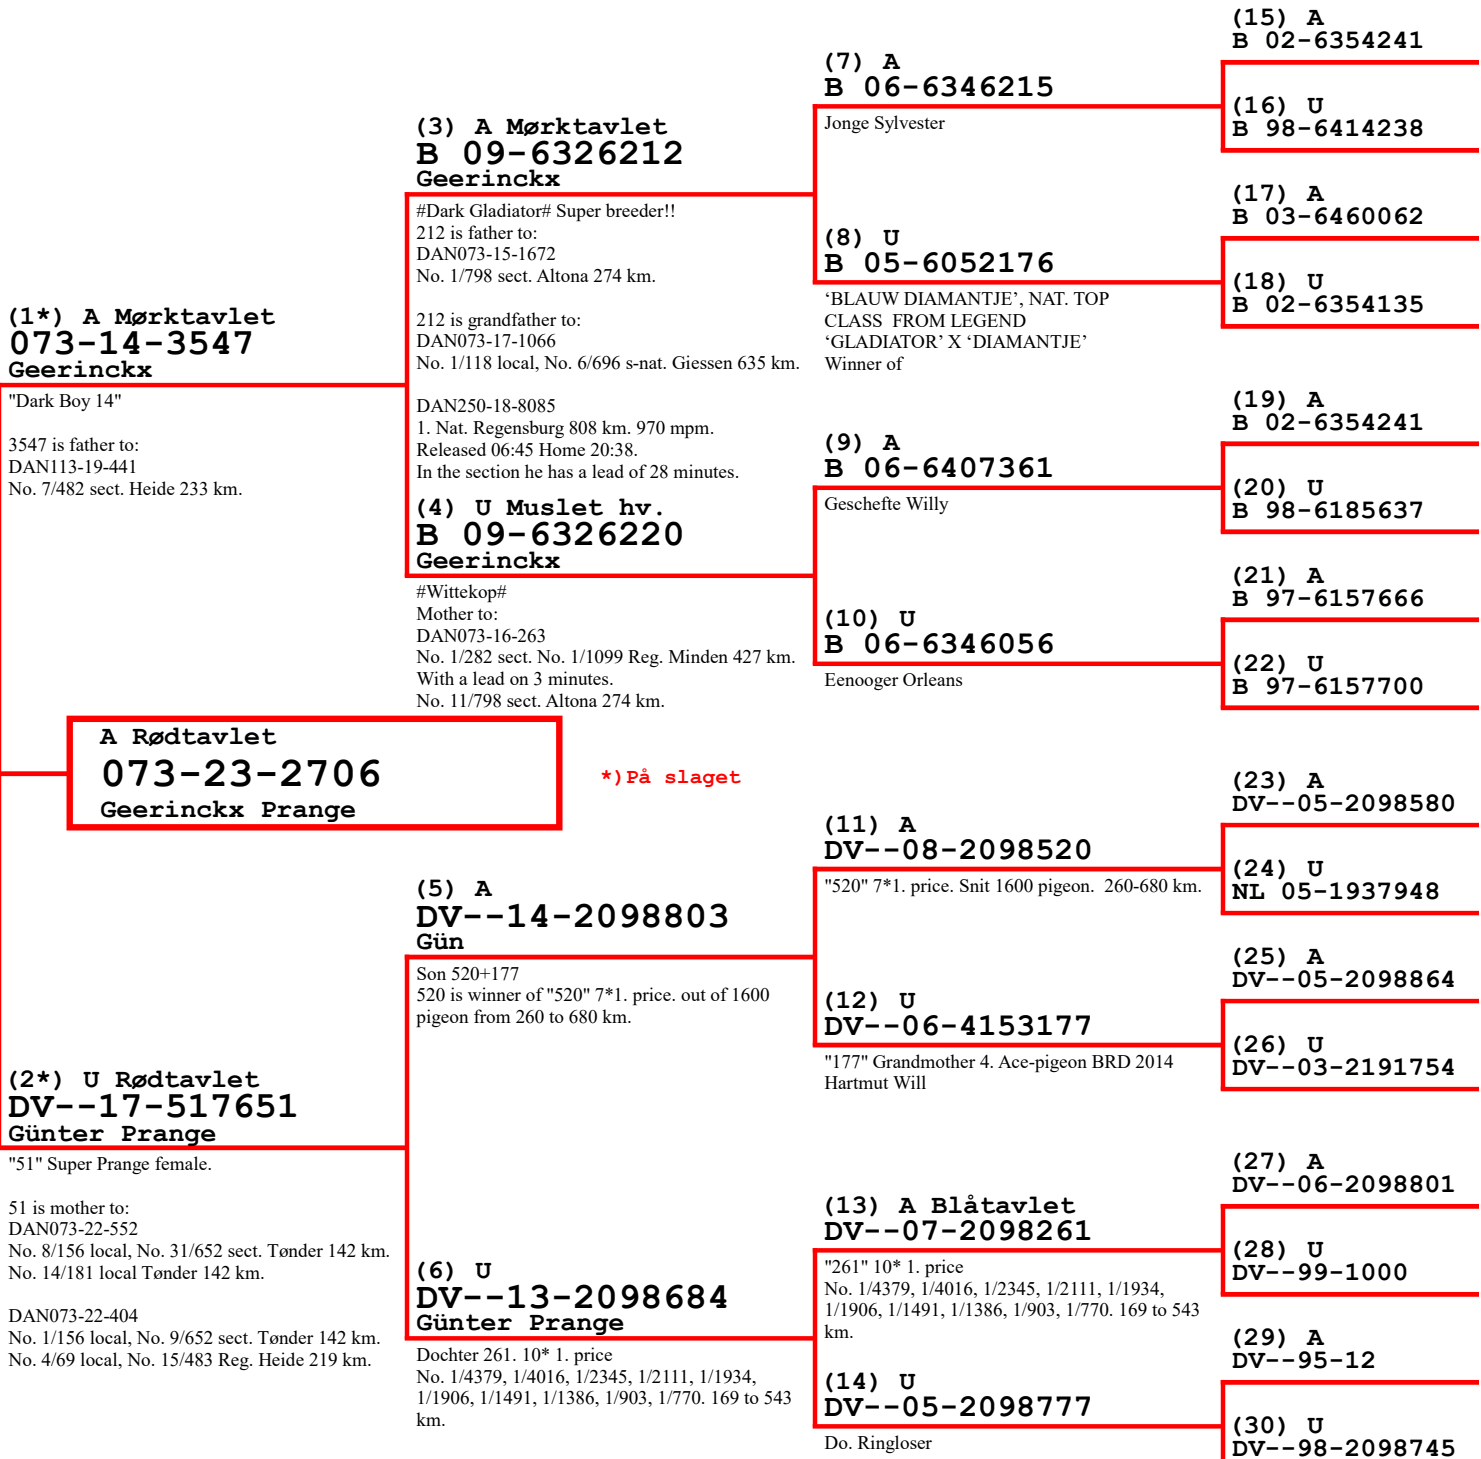 (1*) A Mørktavlet
073-14-3547
Geerinckx
"Dark Boy 14"
3547 is father to:
DAN113-19-441
No. 7/482 sect. Heide 233 km.
A Rødtavlet
073-23-2706
Geerinckx Prange
*)På slaget
(2*) U Rødtavlet
DV--17-517651
Günter Prange
"51" Super Prange female.
51 is mother to:
DAN073-22-552
No. 8/156 local, No. 31/652 sect. Tønder 142 km.
No. 14/181 local Tønder 142 km.
DAN073-22-404
No. 1/156 local, No. 9/652 sect. Tønder 142 km.
No. 4/69 local, No. 15/483 Reg. Heide 219 km.
(3) A Mørktavlet
B 09-6326212
Geerinckx
#Dark Gladiator# Super breeder!!
212 is father to:
DAN073-15-1672
No. 1/798 sect. Altona 274 km.
212 is grandfather to:
DAN073-17-1066
No. 1/118 local, No. 6/696 s-nat. Giessen 635 km.
DAN250-18-8085
1. Nat. Regensburg 808 km. 970 mpm.
Released 06:45 Home 20:38.
In the section he has a lead of 28 minutes.
(4) U Muslet hv.
B 09-6326220
Geerinckx
#Wittekop#
Mother to:
DAN073-16-263
No. 1/282 sect. No. 1/1099 Reg. Minden 427 km.
With a lead on 3 minutes.
No. 11/798 sect. Altona 274 km.
(5) A
DV--14-2098803
Gün
Son 520+177
520 is winner of "520" 7*1. price. out of 1600
pigeon from 260 to 680 km.
(6) U
DV--13-2098684
Günter Prange
Dochter 261. 10* 1. price
No. 1/4379, 1/4016, 1/2345, 1/2111, 1/1934,
1/1906, 1/1491, 1/1386, 1/903, 1/770. 169 to 543
km.
(7) A
B 06-6346215
Jonge Sylvester
(8) U
B 05-6052176
‘BLAUW DIAMANTJE’, NAT. TOP
CLASS FROM LEGEND
‘GLADIATOR’ X ‘DIAMANTJE’
Winner of
(9) A
B 06-6407361
Geschefte Willy
(10) U
B 06-6346056
Eenooger Orleans
(11) A
DV--08-2098520
"520" 7*1. price. Snit 1600 pigeon. 260-680 km.
(12) U
DV--06-4153177
"177" Grandmother 4. Ace-pigeon BRD 2014
Hartmut Will
(13) A Blåtavlet
DV--07-2098261
"261" 10* 1. price
No. 1/4379, 1/4016, 1/2345, 1/2111, 1/1934,
1/1906, 1/1491, 1/1386, 1/903, 1/770. 169 to 543
km.
(14) U
DV--05-2098777
Do. Ringloser
(15) A
B 02-6354241
(16) U
B 98-6414238
(17) A
B 03-6460062
(18) U
B 02-6354135
(19) A
B 02-6354241
(20) U
B 98-6185637
(21) A
B 97-6157666
(22) U
B 97-6157700
(23) A
DV--05-2098580
(24) U
NL 05-1937948
(25) A
DV--05-2098864
(26) U
DV--03-2191754
(27) A
DV--06-2098801
(28) U
DV--99-1000
(29) A
DV--95-12
(30) U
DV--98-2098745